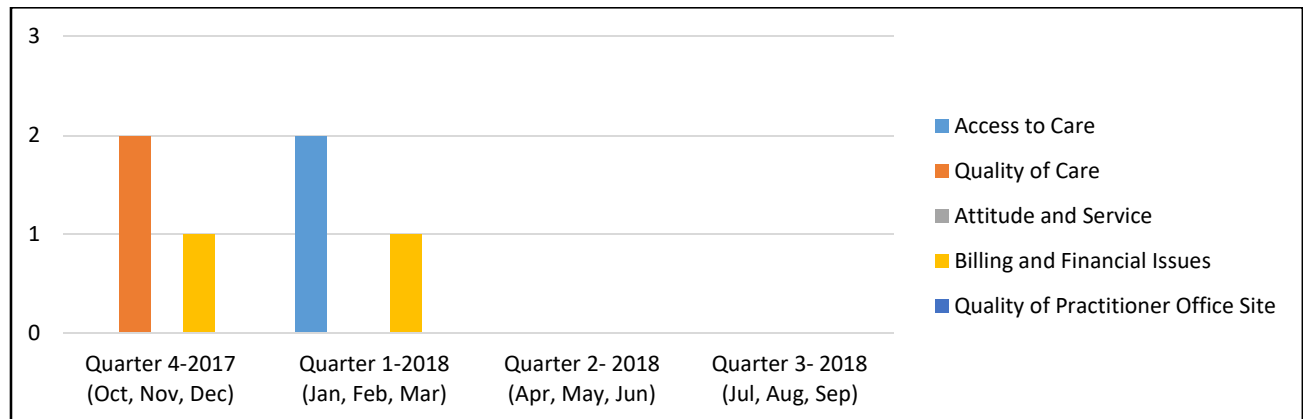 3
2
1
0
Quarter 4-2017
(Oct, Nov, Dec)
Quarter 1-2018
(Jan, Feb, Mar)
Quarter 2- 2018
(Apr, May, Jun)
Quarter 3- 2018
(Jul, Aug, Sep)
Access to Care
Quality of Care
Attitude and Service
Billing and Financial Issues
Quality of Practitioner Office Site